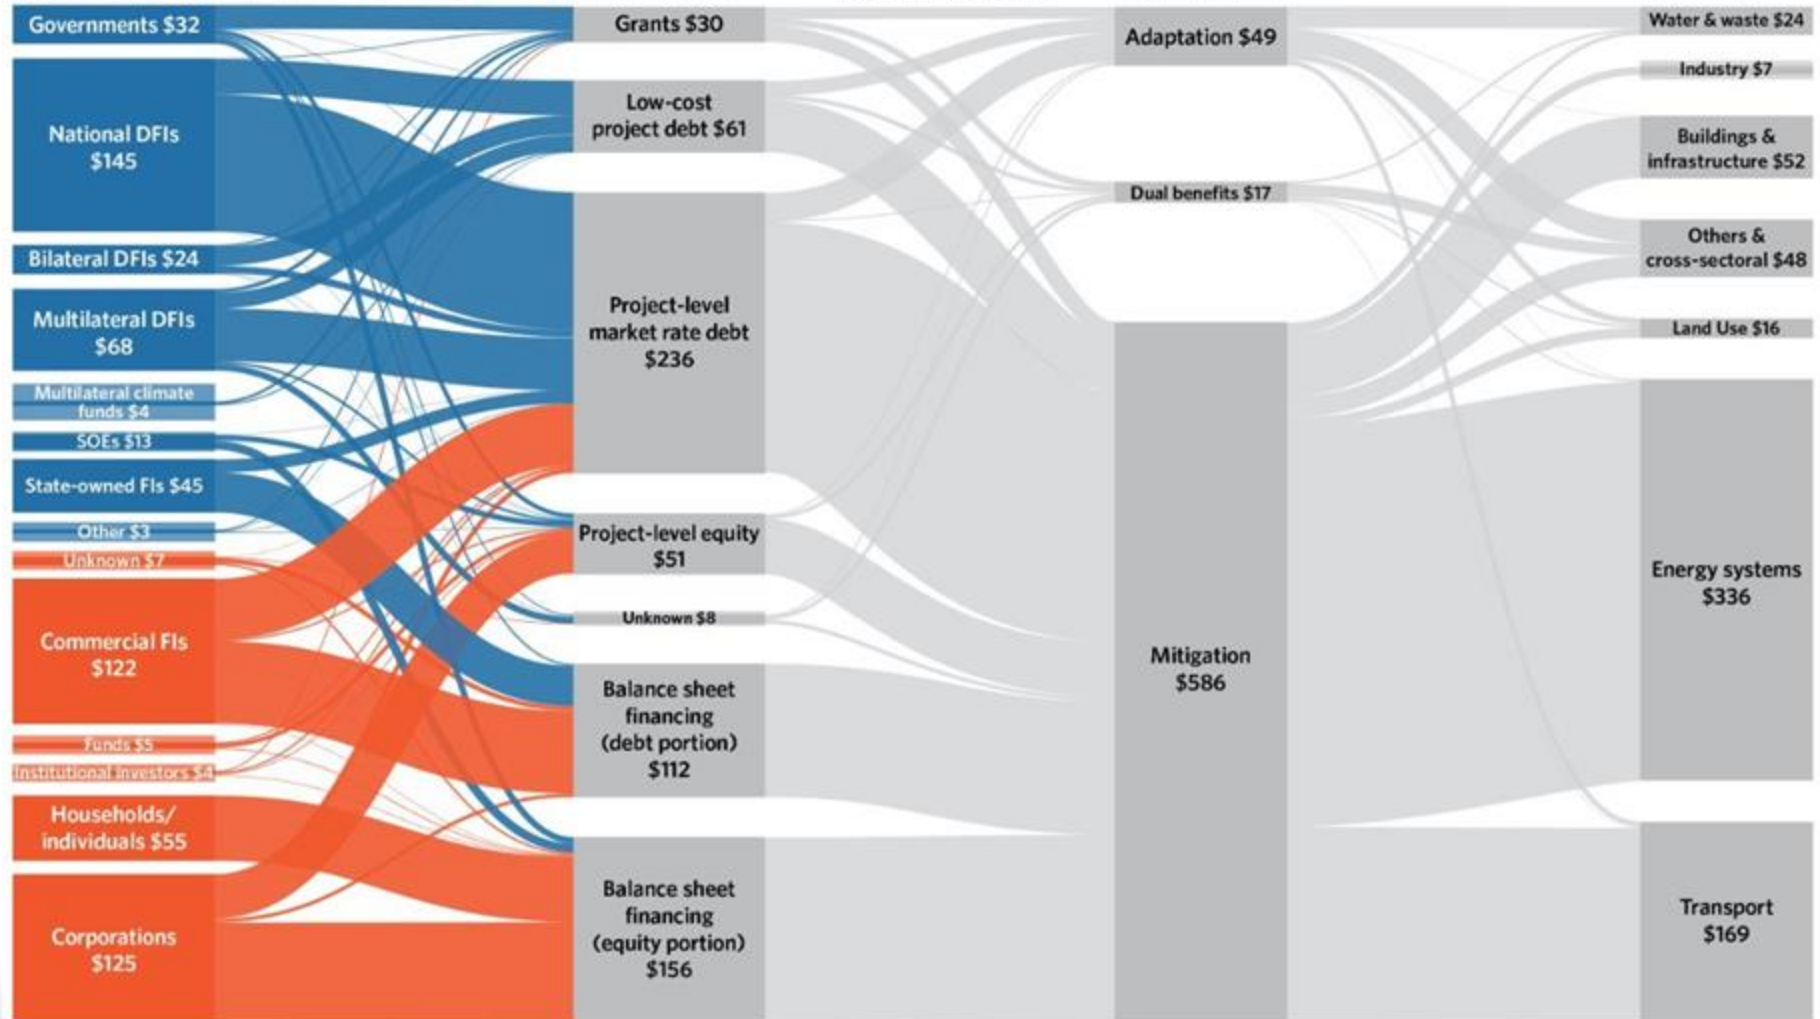 Governments $32
National DFIs
$145
Bilateral DFIs $24
Multilateral DFIs
$68
Multilateral climate
funds $4
SOEs $13
State-owned FIs $45
Other $3
Unknown $7
Commercial FIs
$122
Funds $5
Institutional investors $4
Households/
individuals $55
Corporations
$125
Grants $30
Low-cost
project debt $61
Project-level
market rate debt
$236
Project-level equity
$51
Unknown $8
Balance sheet
financing
(debt portion)
$112
Balance sheet
financing
(equity portion)
$156
Adaptation $49
Dual benefits $17
Mitigation
$586
Water & waste $24
Industry $7
Buildings &
infrastructure $52
Others &
cross-sectoral $48
Land Use $16
Energy systems
$336
Transport
$169